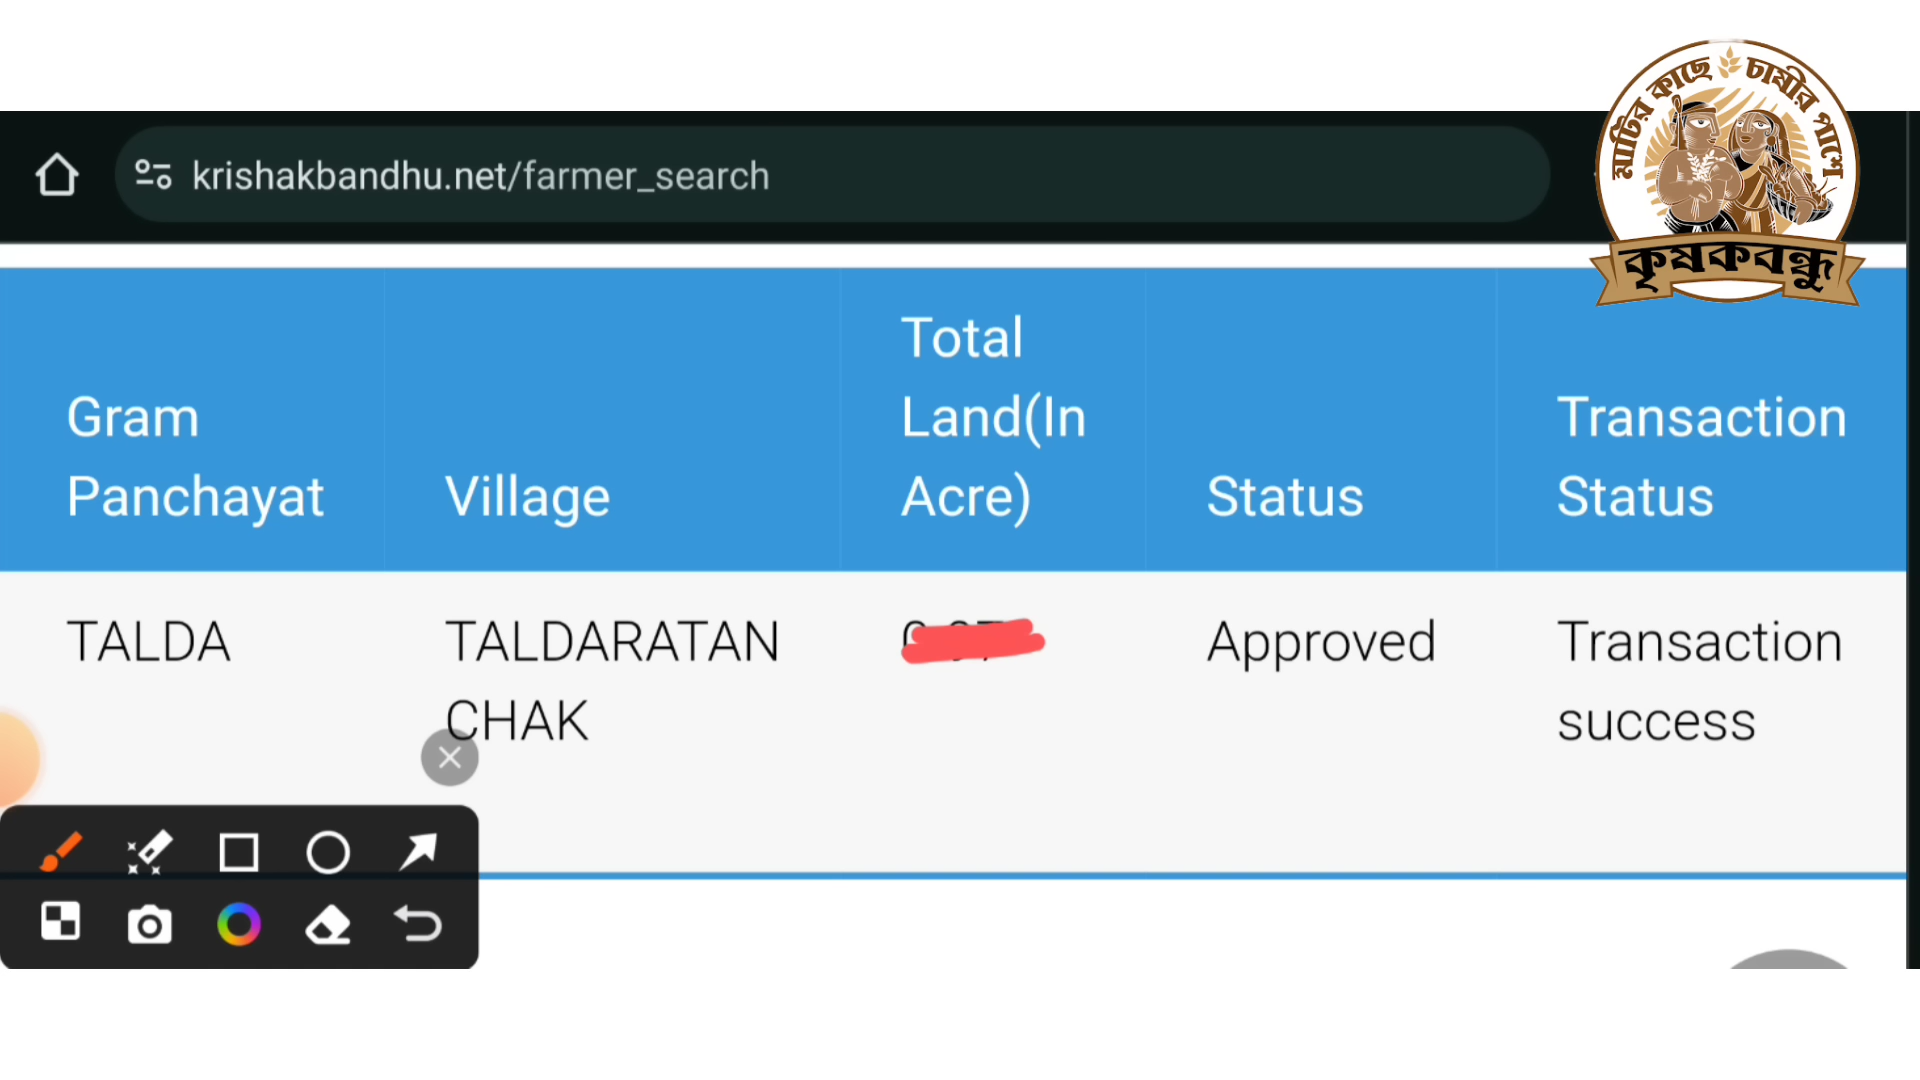 মাটির কাছে চাষীর পাশে
কৃষকবন্ধু
krishakbandhu.net/farmer_search
Gram Panchayat
Village
Total Land(In Acre)
Status
Transaction Status
TALDA
TALDARATAN CHAK
Approved
Transaction success